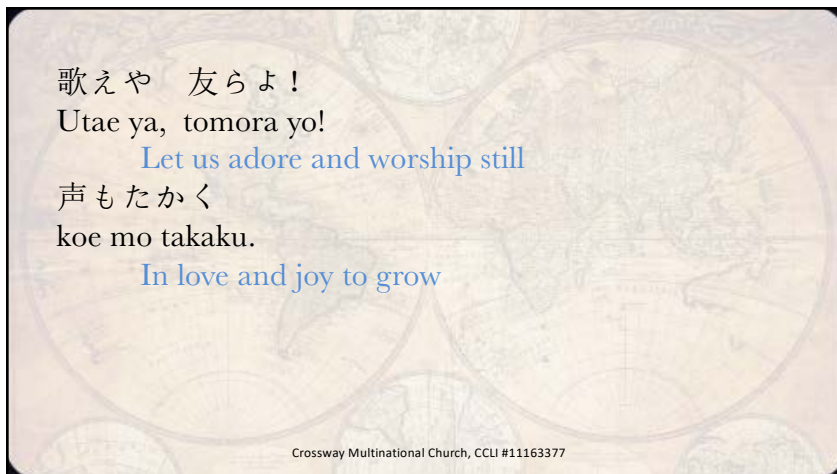 歌えや　友らよ！
Utae ya, tomora yo!
Let us adore and worship still
声もたかく
koe mo takaku.
In love and joy to grow
Crossway Multinational Church, CCLI #11163377